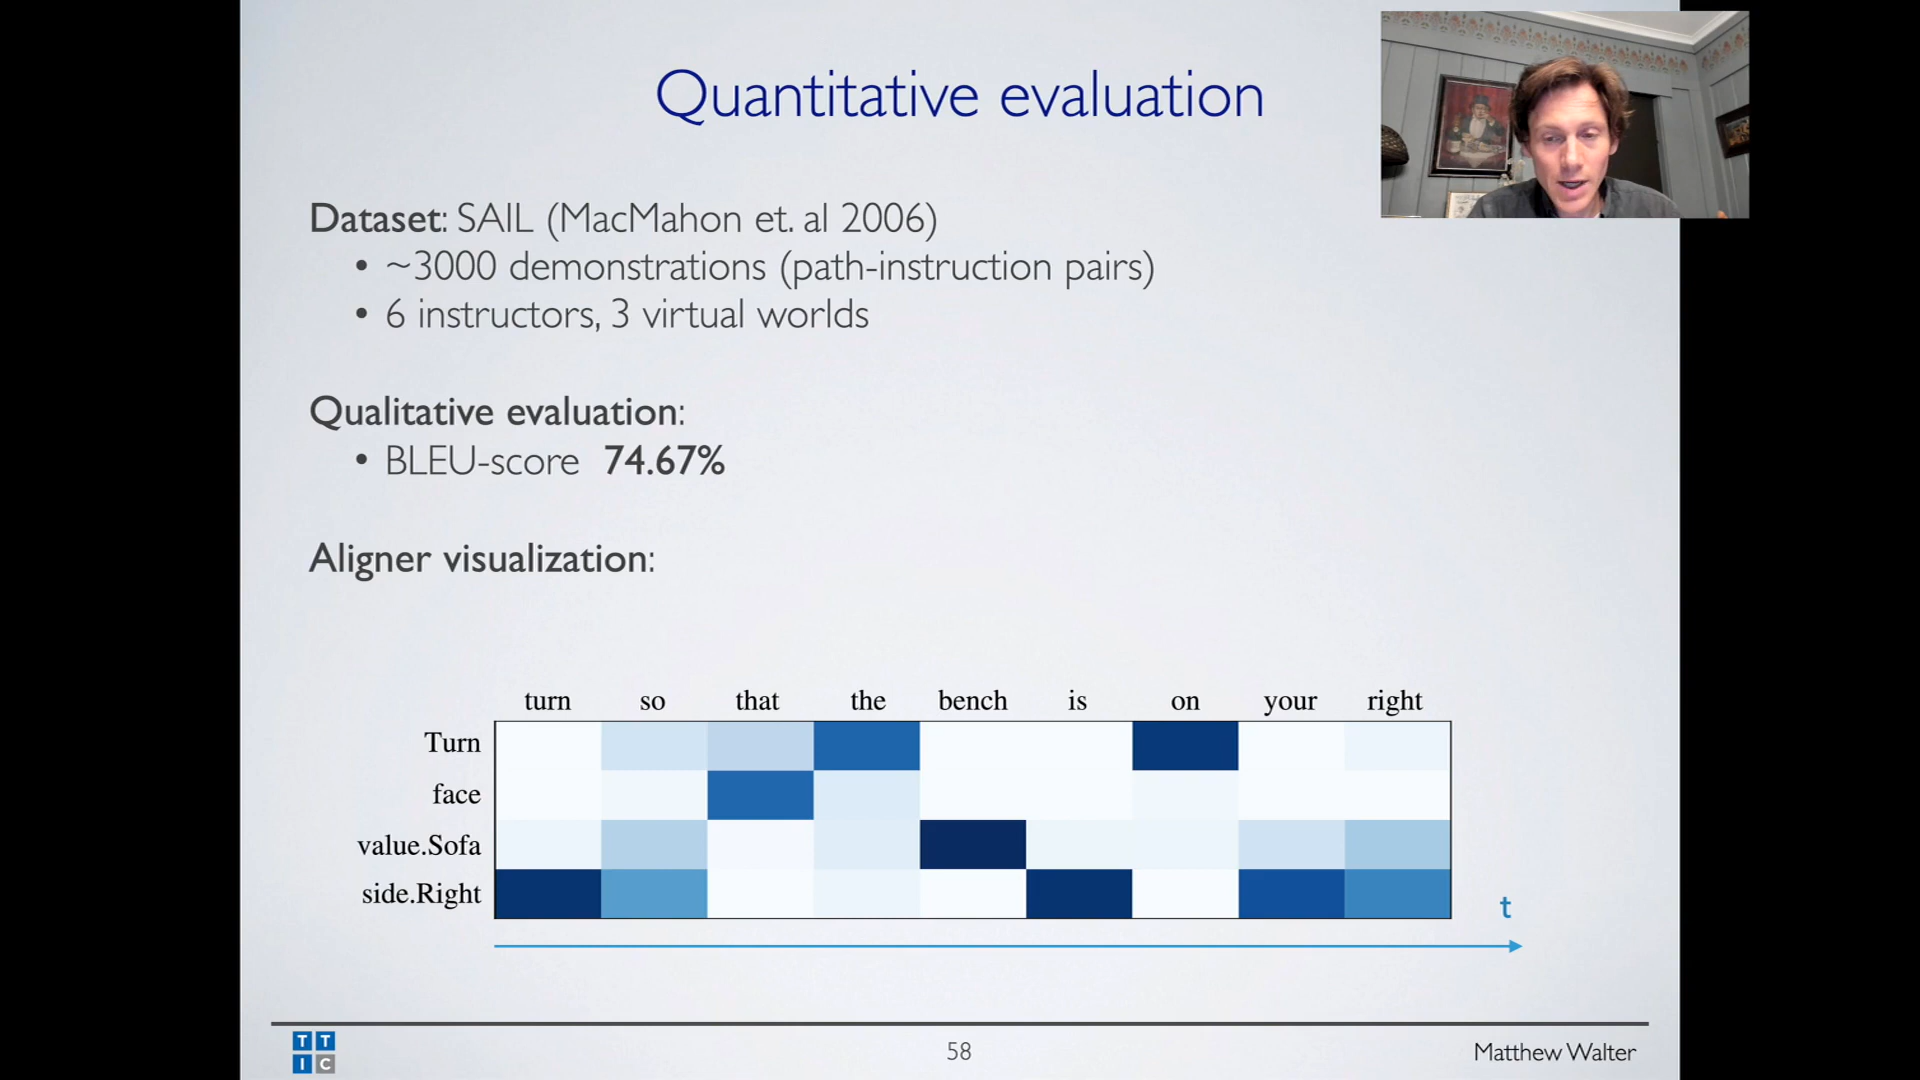 Quantitative evaluation
Dataset: SAIL (MacMahon et. al 2006)
• ~3000 demonstrations (path-instruction pairs)
• 6 instructors, 3 virtual worlds
Qualitative evaluation:
• BLEU-score 74.67%
Aligner visualization:
turn so that the bench is on your right
Turn
face
value.Sofa
side.Right
t
TTIC
58
Matthew Walter